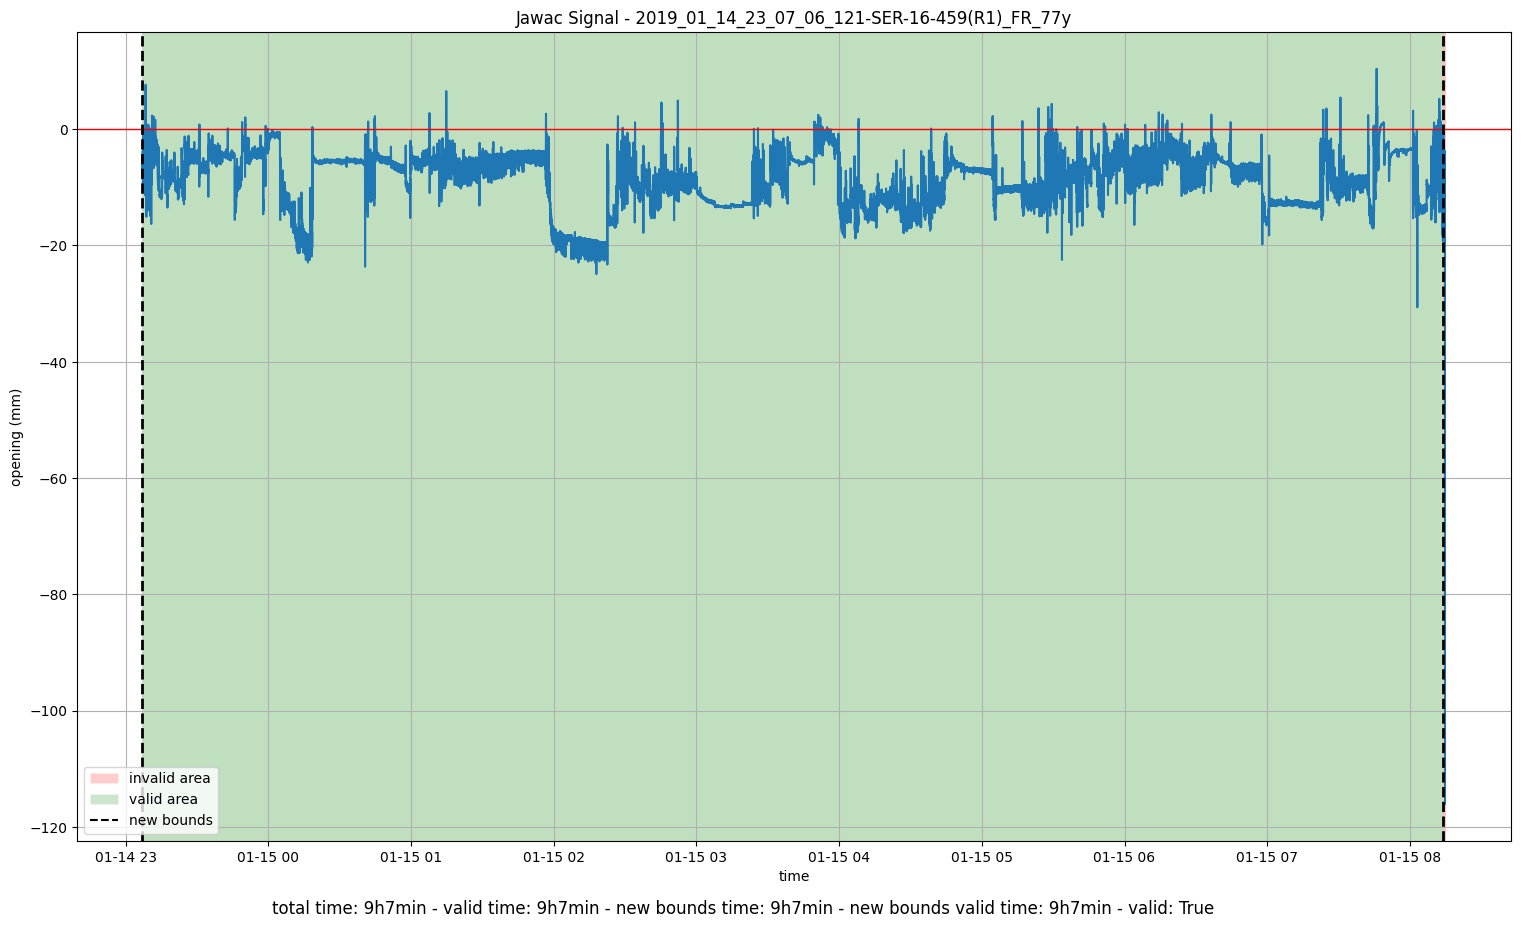 Jawac Signal - 2019_01_14_23_07_06_121-SER-16-459(R1)_FR_77y
opening (mm)
0
−20
−40
−60
−80
−100
−120
invalid area
valid area
new bounds
01-14 23
01-15 00
01-15 01
01-15 02
01-15 03
01-15 04
01-15 05
01-15 06
01-15 07
01-15 08
time
total time: 9h7min - valid time: 9h7min - new bounds time: 9h7min - new bounds valid time: 9h7min - valid: True